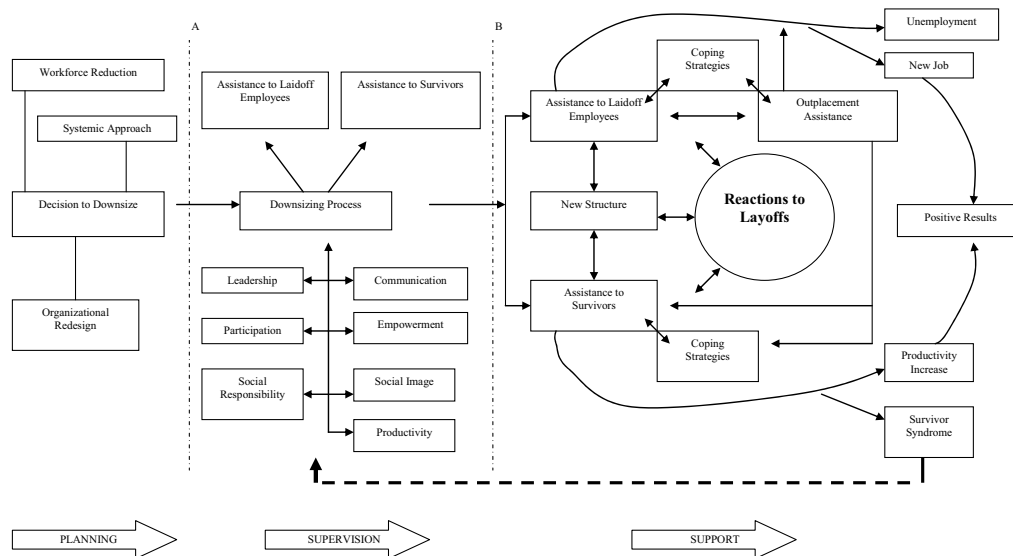 A
B
Unemployment
New Job
Workforce Reduction
Systemic Approach
Decision to Downsize
Organizational
Redesign
Assistance to Laidoff
Employees
Assistance to Survivors
Downsizing Process
Leadership
Communication
Participation
Empowerment
Social
Responsibility
Social Image
Productivity
Coping
Strategies
Assistance to Laidoff
Employees
Outplacement
Assistance
New Structure
Reactions to
Layoffs
Positive Results
Assistance to
Survivors
Coping
Strategies
Productivity
Increase
Survivor
Syndrome
PLANNING
SUPERVISION
SUPPORT